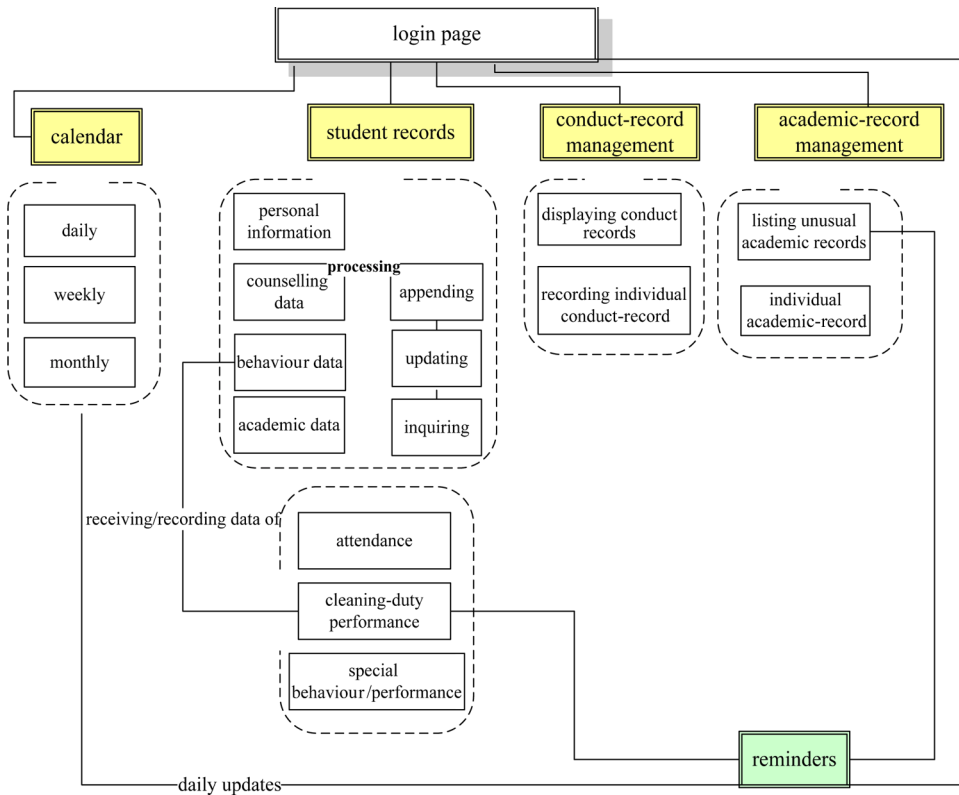 login page
calendar
student records
conduct-record
management
academic-record
management
daily
weekly
monthly
personal
information
processing
counselling
data
behaviour data
academic data
appending
updating
inquiring
displaying conduct
records
recording individual
conduct-record
listing unusual
academic records
individual
academic-record
receiving/recording data of
attendance
cleaning-duty
performance
special
behaviour/performance
reminders
daily updates